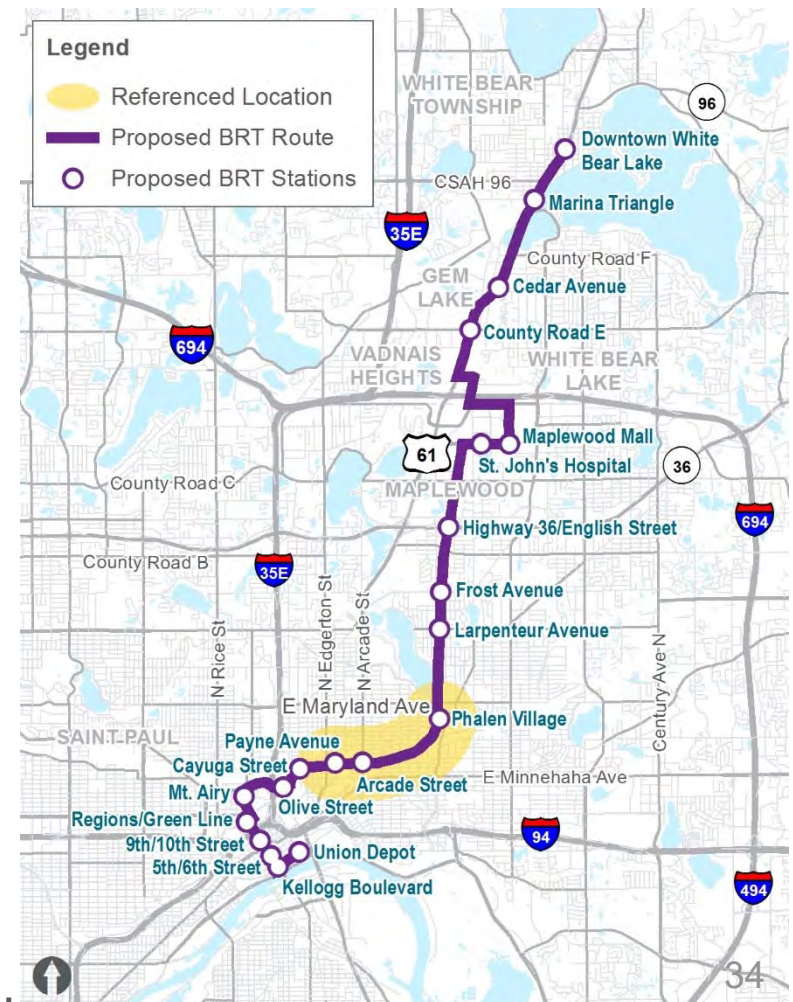 Legend
Referenced Location
Proposed BRT Route
Proposed BRT Stations
WHITE BEAR
TOWNSHIP
96
Downtown White
Bear Lake
CSAH 96
Marina Triangle
35E
County Road F
GEM
LAKE
Cedar Avenue
County Road E
694
VADNAIS
HEIGHTS
WHITE BEAR
LAKE
Maplewood Mall
61
St. John's Hospital
36
County Road C
MAPLEWOOD
694
Highway 36/English Street
County Road B
35E
Frost Avenue
N Rice St
N Edgerton St
N Arcade St
Larpenteur Avenue
Century Ave N
E Maryland Ave
Phalen Village
SAINT PAUL
Payne Avenue
Cayuga Street
Arcade Street
E Minnehaha Ave
Mt. Airy
Olive Street
Regions/Green Line
94
9th/10th Street
Union Depot
5th/6th Street
Kellogg Boulevard
494
34